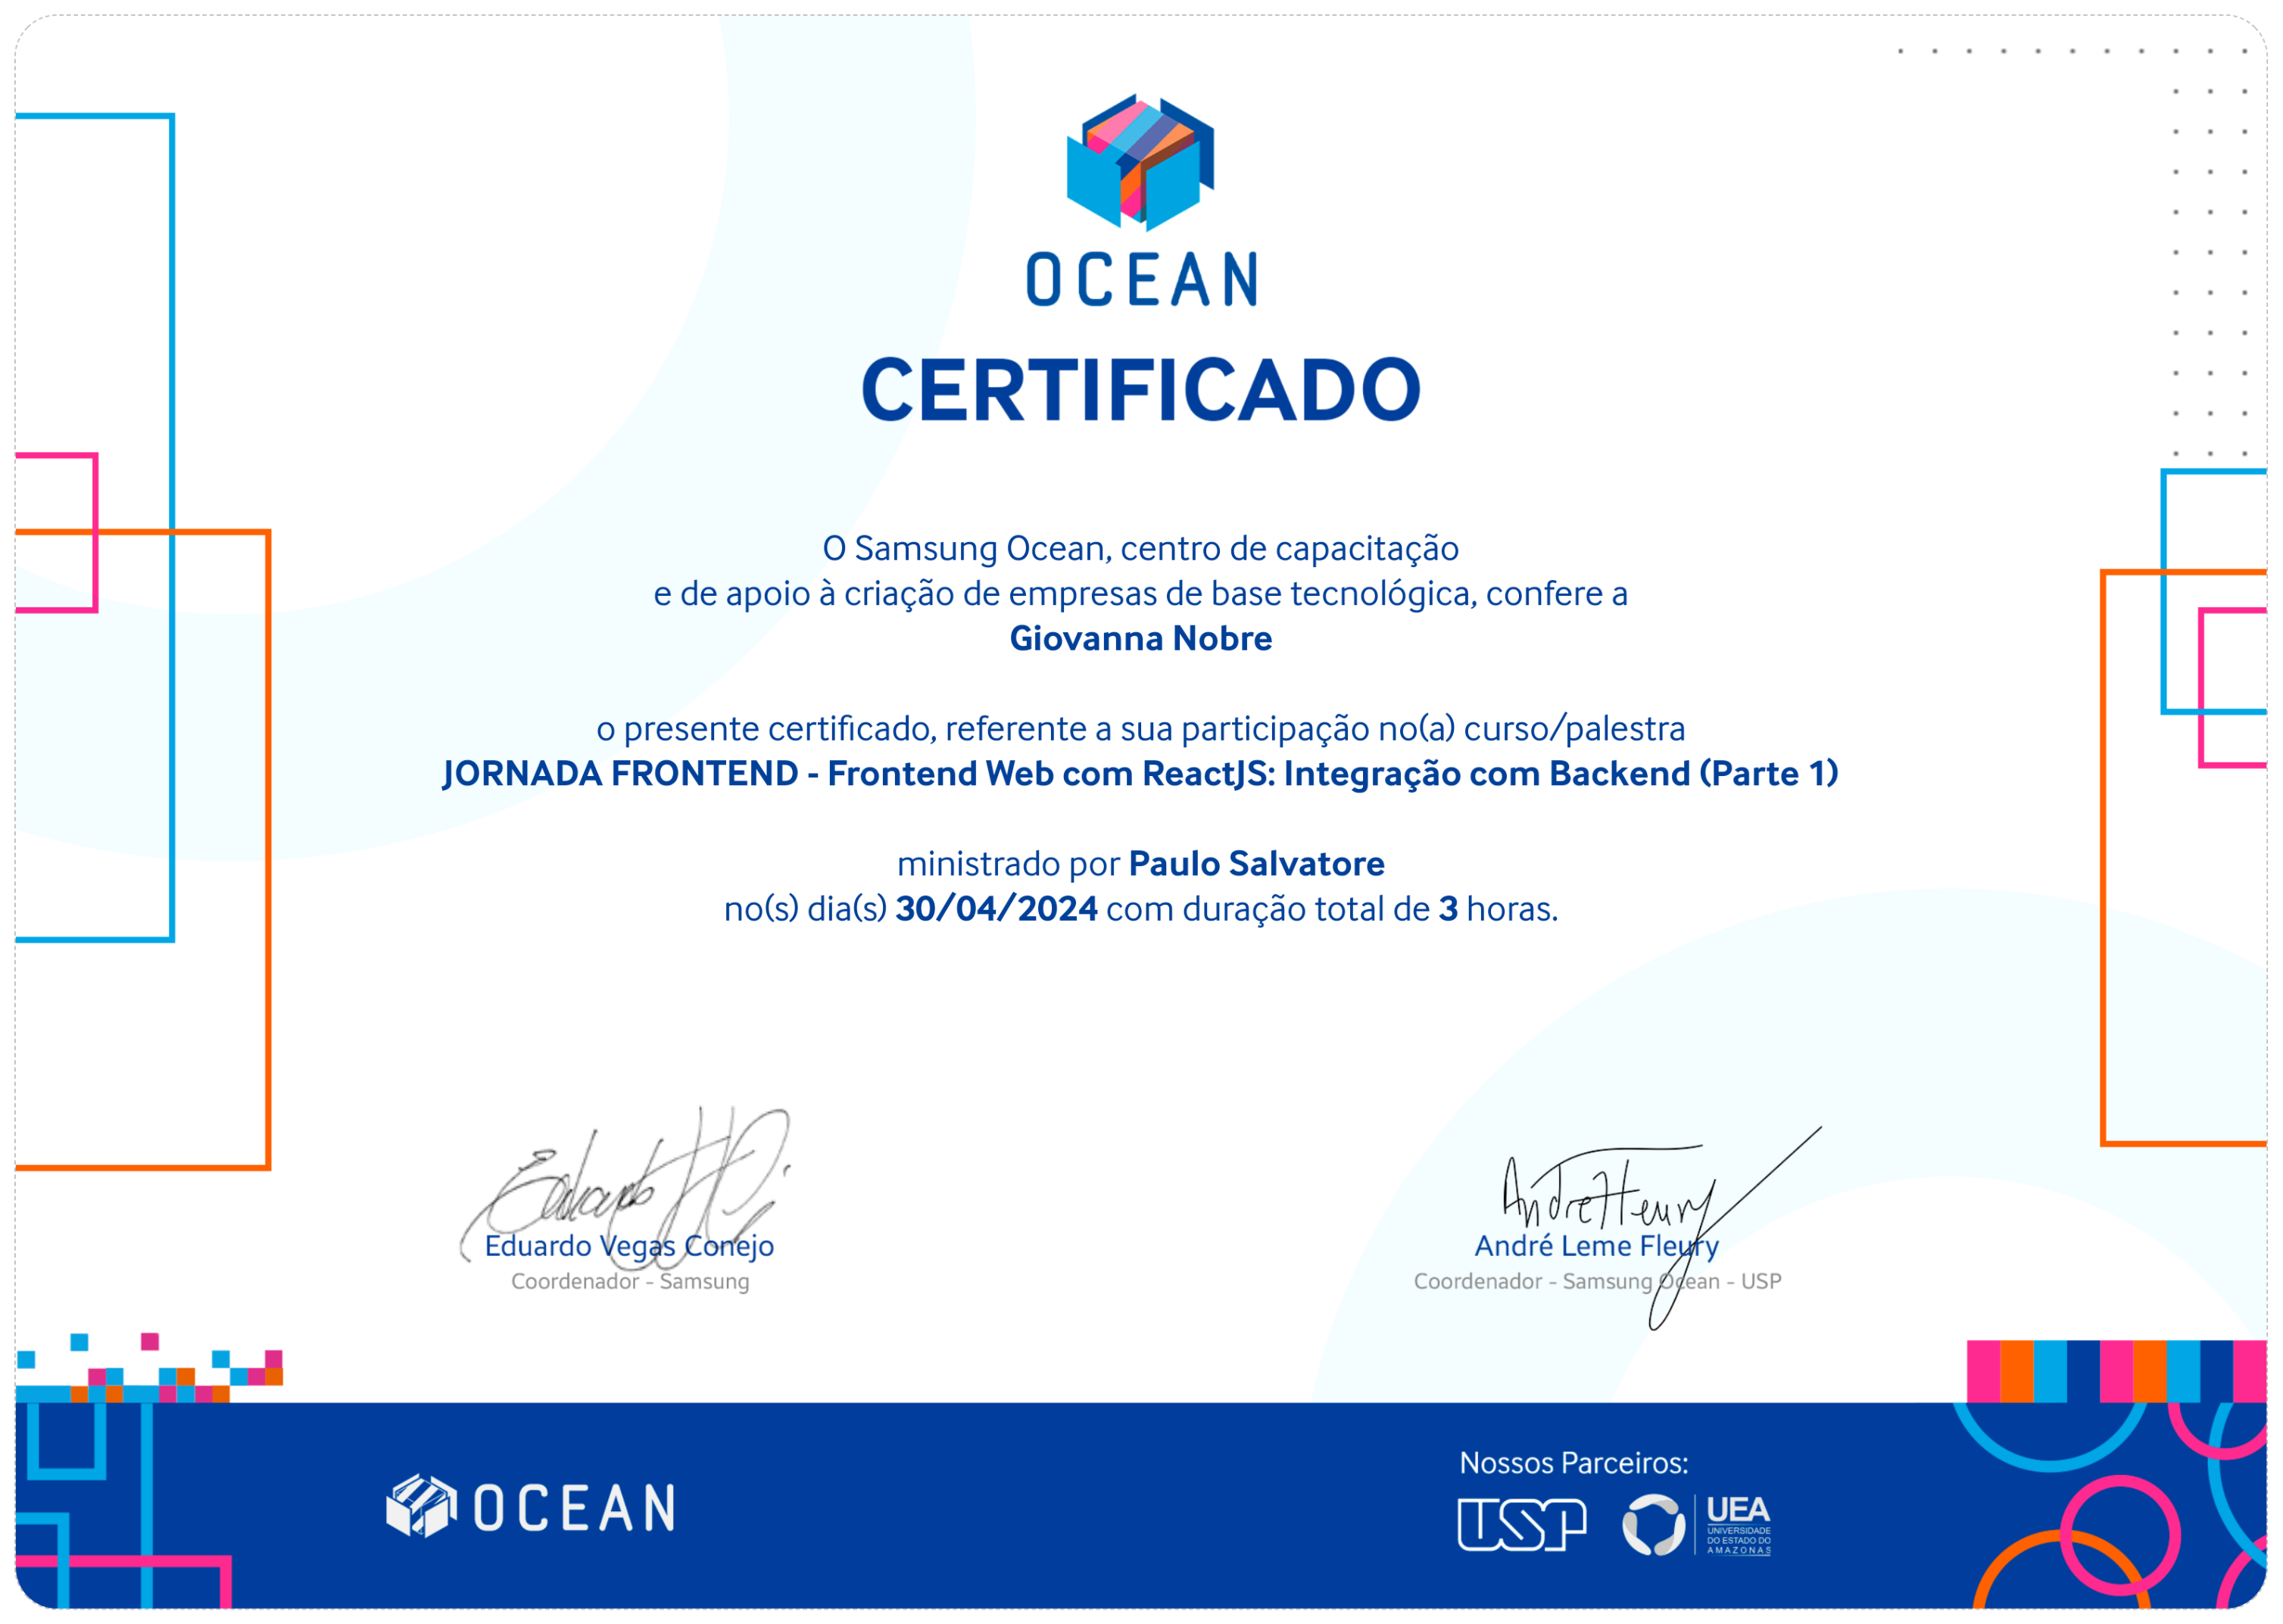 OCEAN
CERTIFICADO
O Samsung Ocean, centro de capacitação
e de apoio à criação de empresas de base tecnológica, confere a
Giovanna Nobre
o presente certificado, referente a sua participação no(a) curso/palestra
JORNADA FRONTEND - Frontend Web com ReactJS: Integração com Backend (Parte 1)
ministrado por Paulo Salvatore
no(s) dia(s) 30/04/2024 com duração total de 3 horas.
Eduardo Vegas Conejo
Coordenador - Samsung
André Leme Fleury
Coordenador - Samsung Ocean - USP
OCEAN
Nossos Parceiros:
USP
UEA
UNIVERSIDADE
DO ESTADO DO
AMAZONAS